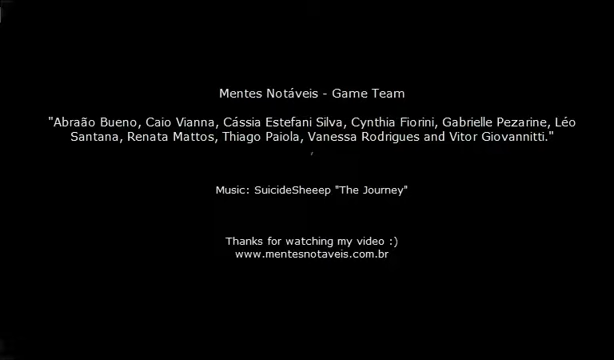 Mentes Notáveis - Game Team
"Abraão Bueno, Caio Vianna, Cássia Estefani Silva, Cynthia Fiorini, Gabrielle Pezarine, Léo
Santana, Renata Mattos, Thiago Paiola, Vanessa Rodrigues and Vitor Giovannitti."
,
Music: SuicideSheeep "The Journey"
Thanks for watching my video :)
www.mentesnotaveis.com.br